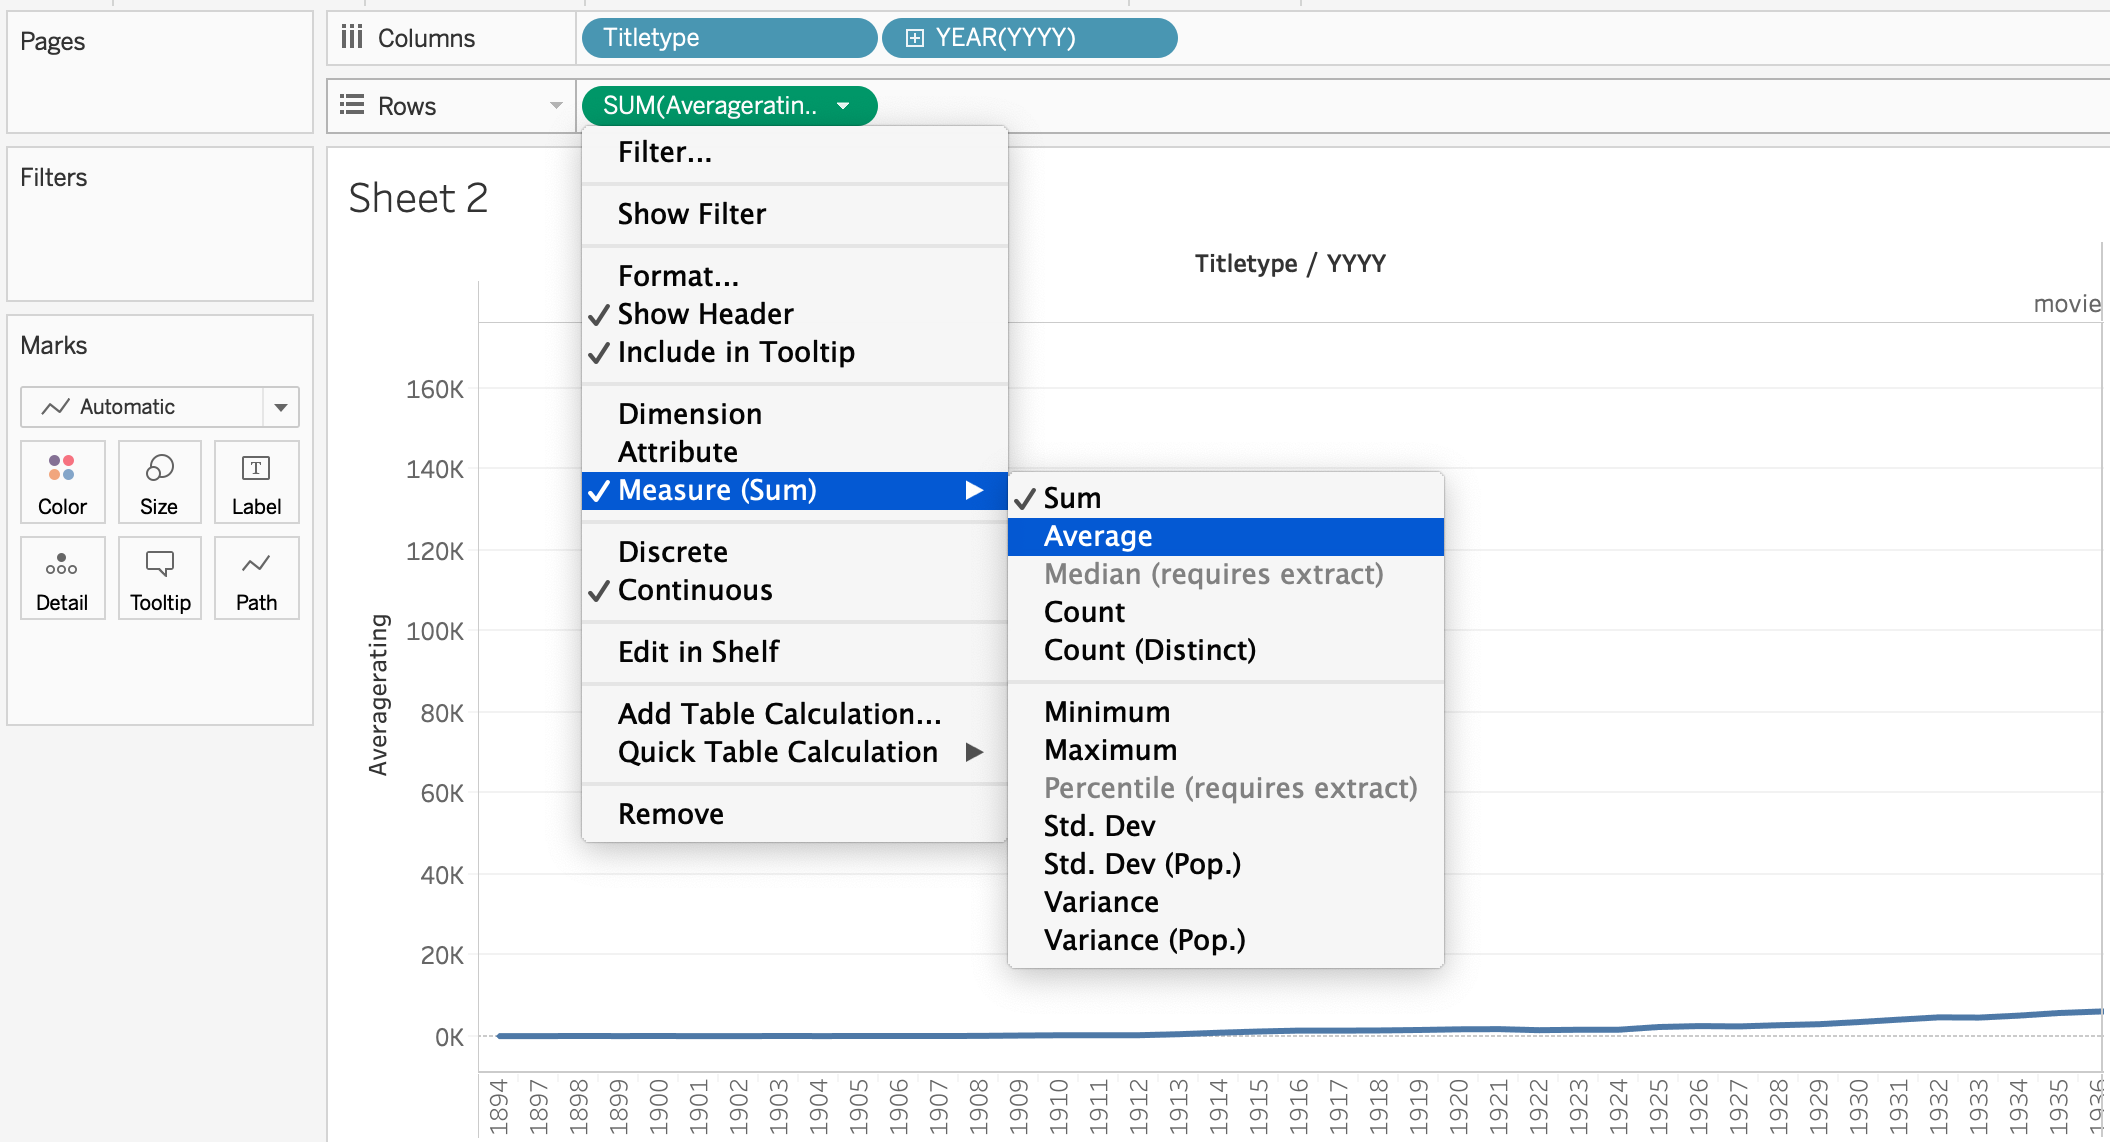 Pages
Columns
Titletype
YEAR(YYYY)
Rows
SUM(Averageratin..
Filters
Marks
Automatic
Color
Size
Label
T
Detail
Tooltip
Path
Sheet 2
Filter...
Show Filter
Format...
Show Header
Include in Tooltip
Dimension
Attribute
Measure (Sum)
Discrete
Continuous
Edit in Shelf
Add Table Calculation...
Quick Table Calculation
Remove
Sum
Average
Median (requires extract)
Count
Count (Distinct)
Minimum
Maximum
Percentile (requires extract)
Std. Dev
Std. Dev (Pop.)
Variance
Variance (Pop.)
Titletype / YYYY
movie
Averagerating
160K
140K
120K
100K
80K
60K
40K
20K
0K
1894
1897
1898
1899
1900
1901
1902
1903
1904
1905
1906
1907
1908
1909
1910
1911
1912
1913
1914
1915
1916
1917
1918
1919
1920
1921
1922
1923
1924
1925
1926
1927
1928
1929
1930
1931
1932
1933
1934
1935
1936